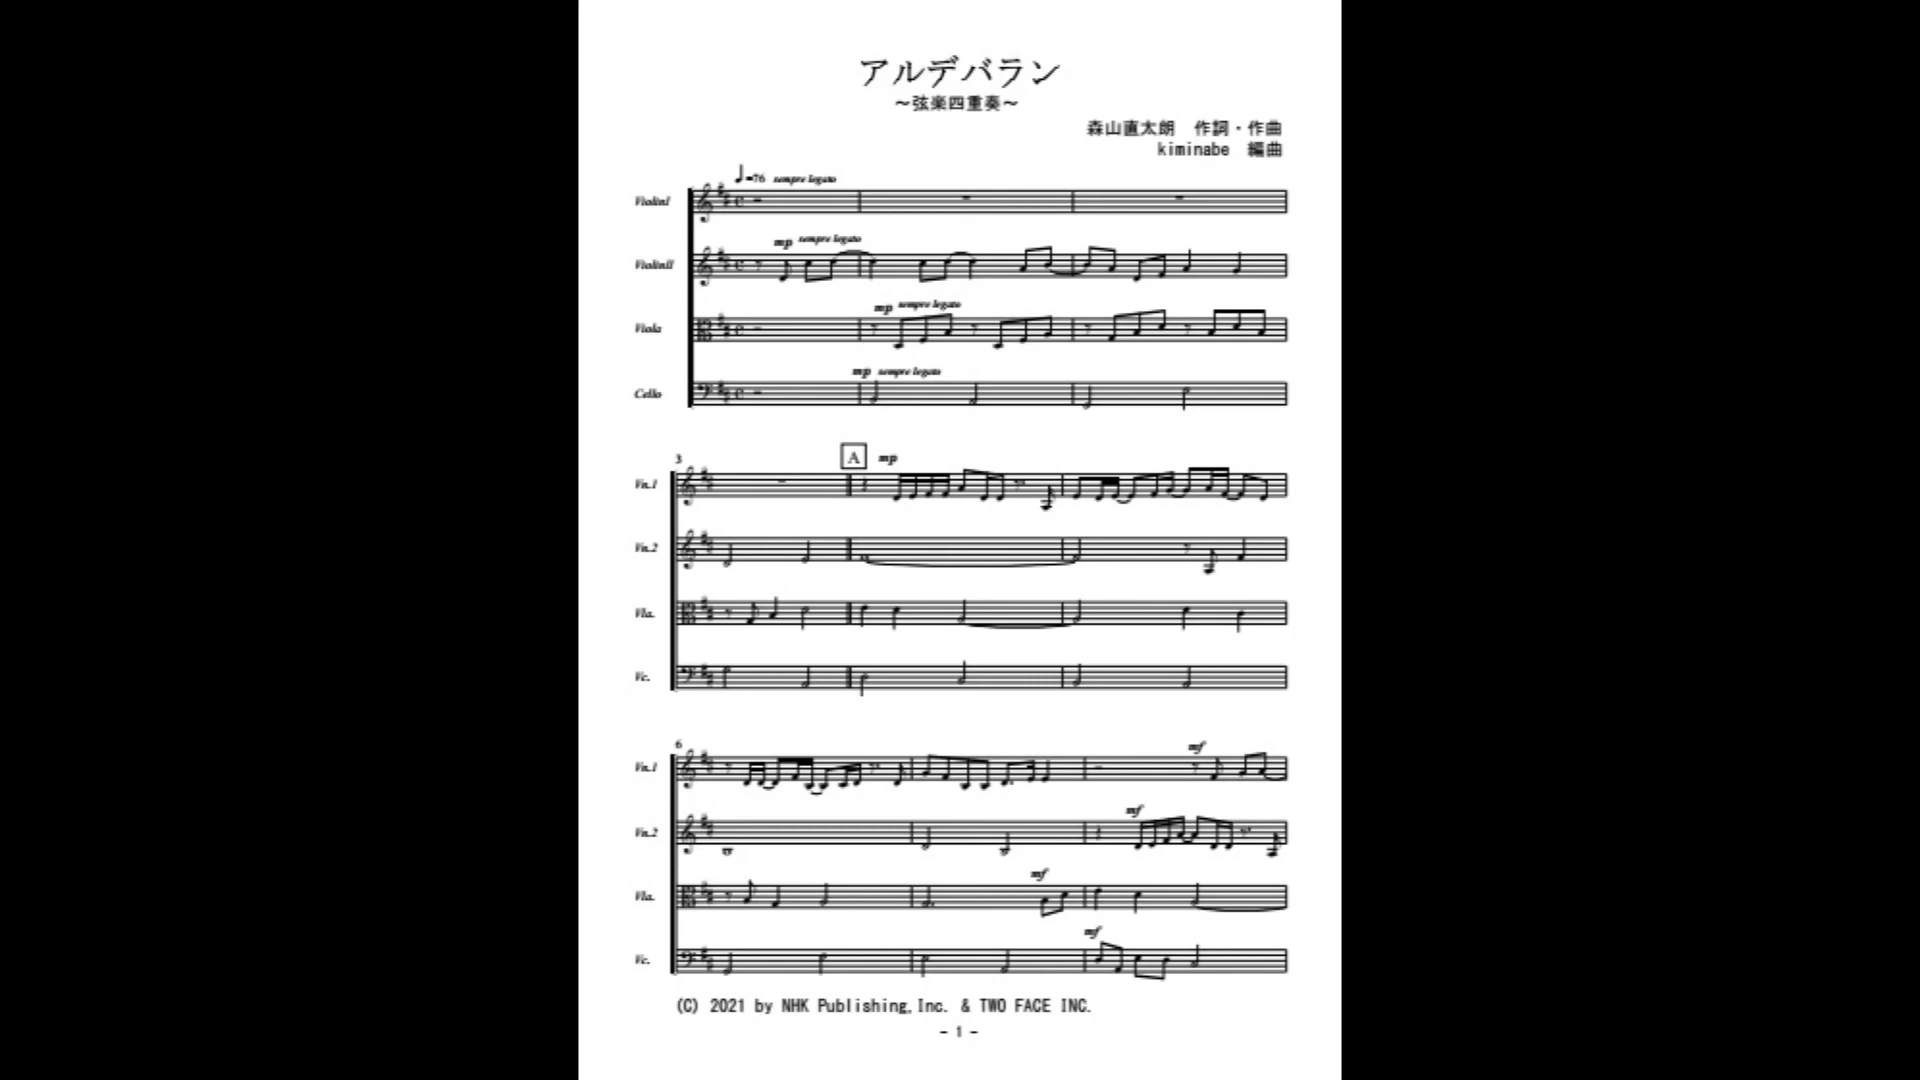 アルデバラン
～弦楽四重奏～
森山直太朗　作詞・作曲
kiminabe　編曲
♩=76 sempre legato
ViolinI
mp sempre legato
ViolinII
mp sempre legato
Viola
mp sempre legato
Cello
3
A mp
Vn.1
Vn.2
Vla.
Vc.
6
mf
Vn.1
mf
Vn.2
mf
Vla.
mf
Vc.
(C) 2021 by NHK Publishing,Inc. & TWO FACE INC.
- 1 -